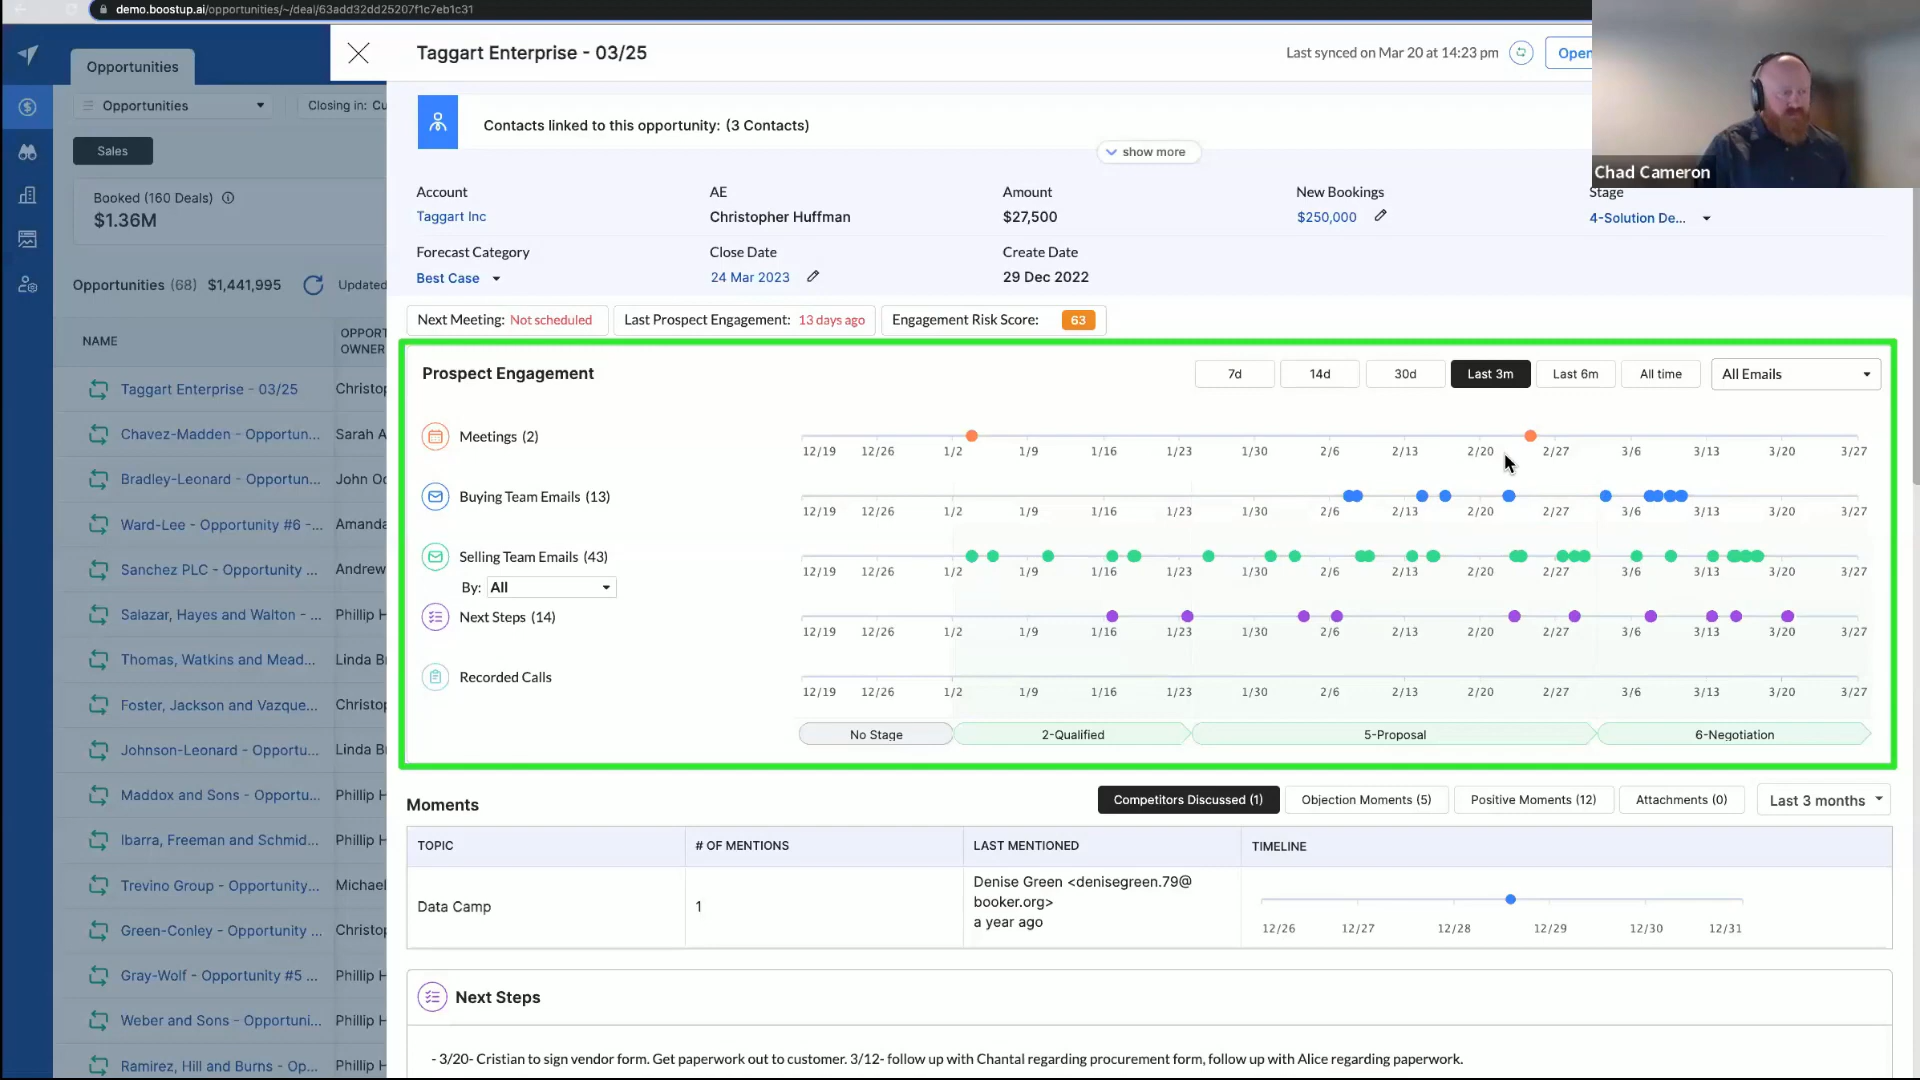 demo.boostup.ai/opportunities/~/deal/63add32dd25207f1c7eb1c31
Opportunities
Opportunities
Closing in: Cu
Sales
Booked (160 Deals)
$1.36M
Opportunities (68) $1,441,995
Updated
NAME
OPPORT
OWNER
Taggart Enterprise - 03/25
Christop
Chavez-Madden - Opportun...
Sarah A
Bradley-Leonard - Opportun...
John Oc
Ward-Lee - Opportunity #6 -...
Amanda
Sanchez PLC - Opportunity ...
Andrew
Salazar, Hayes and Walton - ...
Phillip H
Thomas, Watkins and Mead...
Linda Br
Foster, Jackson and Vazque...
Christop
Johnson-Leonard - Opportu...
Linda B
Maddox and Sons - Opportu...
Phillip H
Ibarra, Freeman and Schmid...
Phillip H
Trevino Group - Opportunity...
Michael
Green-Conley - Opportunity ...
Christop
Gray-Wolf - Opportunity #5 ...
Phillip H
Weber and Sons - Opportuni...
Phillip H
Ramirez, Hill and Burns - Op...
Phillip H
Taggart Enterprise - 03/25
Last synced on Mar 20 at 14:23 pm
Open
Chad Cameron
Contacts linked to this opportunity: (3 Contacts)
show more
Account
Taggart Inc
AE
Christopher Huffman
Amount
$27,500
New Bookings
$250,000
Stage
4-Solution De...
Forecast Category
Best Case
Close Date
24 Mar 2023
Create Date
29 Dec 2022
Next Meeting: Not scheduled
Last Prospect Engagement: 13 days ago
Engagement Risk Score: 63
Prospect Engagement
7d
14d
30d
Last 3m
Last 6m
All time
All Emails
Meetings (2)
12/19 12/26 1/2 1/9 1/16 1/23 1/30 2/6 2/13 2/20 2/27 3/6 3/13 3/20 3/27
Buying Team Emails (13)
12/19 12/26 1/2 1/9 1/16 1/23 1/30 2/6 2/13 2/20 2/27 3/6 3/13 3/20 3/27
Selling Team Emails (43)
12/19 12/26 1/2 1/9 1/16 1/23 1/30 2/6 2/13 2/20 2/27 3/6 3/13 3/20 3/27
By: All
Next Steps (14)
12/19 12/26 1/2 1/9 1/16 1/23 1/30 2/6 2/13 2/20 2/27 3/6 3/13 3/20 3/27
Recorded Calls
12/19 12/26 1/2 1/9 1/16 1/23 1/30 2/6 2/13 2/20 2/27 3/6 3/13 3/20 3/27
No Stage
2-Qualified
5-Proposal
6-Negotiation
Moments
Competitors Discussed (1)
Objection Moments (5)
Positive Moments (12)
Attachments (0)
Last 3 months
TOPIC
# OF MENTIONS
LAST MENTIONED
TIMELINE
Data Camp
1
Denise Green <denisegreen.79@
booker.org>
a year ago
12/26 12/27 12/28 12/29 12/30 12/31
Next Steps
- 3/20- Cristian to sign vendor form. Get paperwork out to customer. 3/12- follow up with Chantal regarding procurement form, follow up with Alice regarding paperwork.